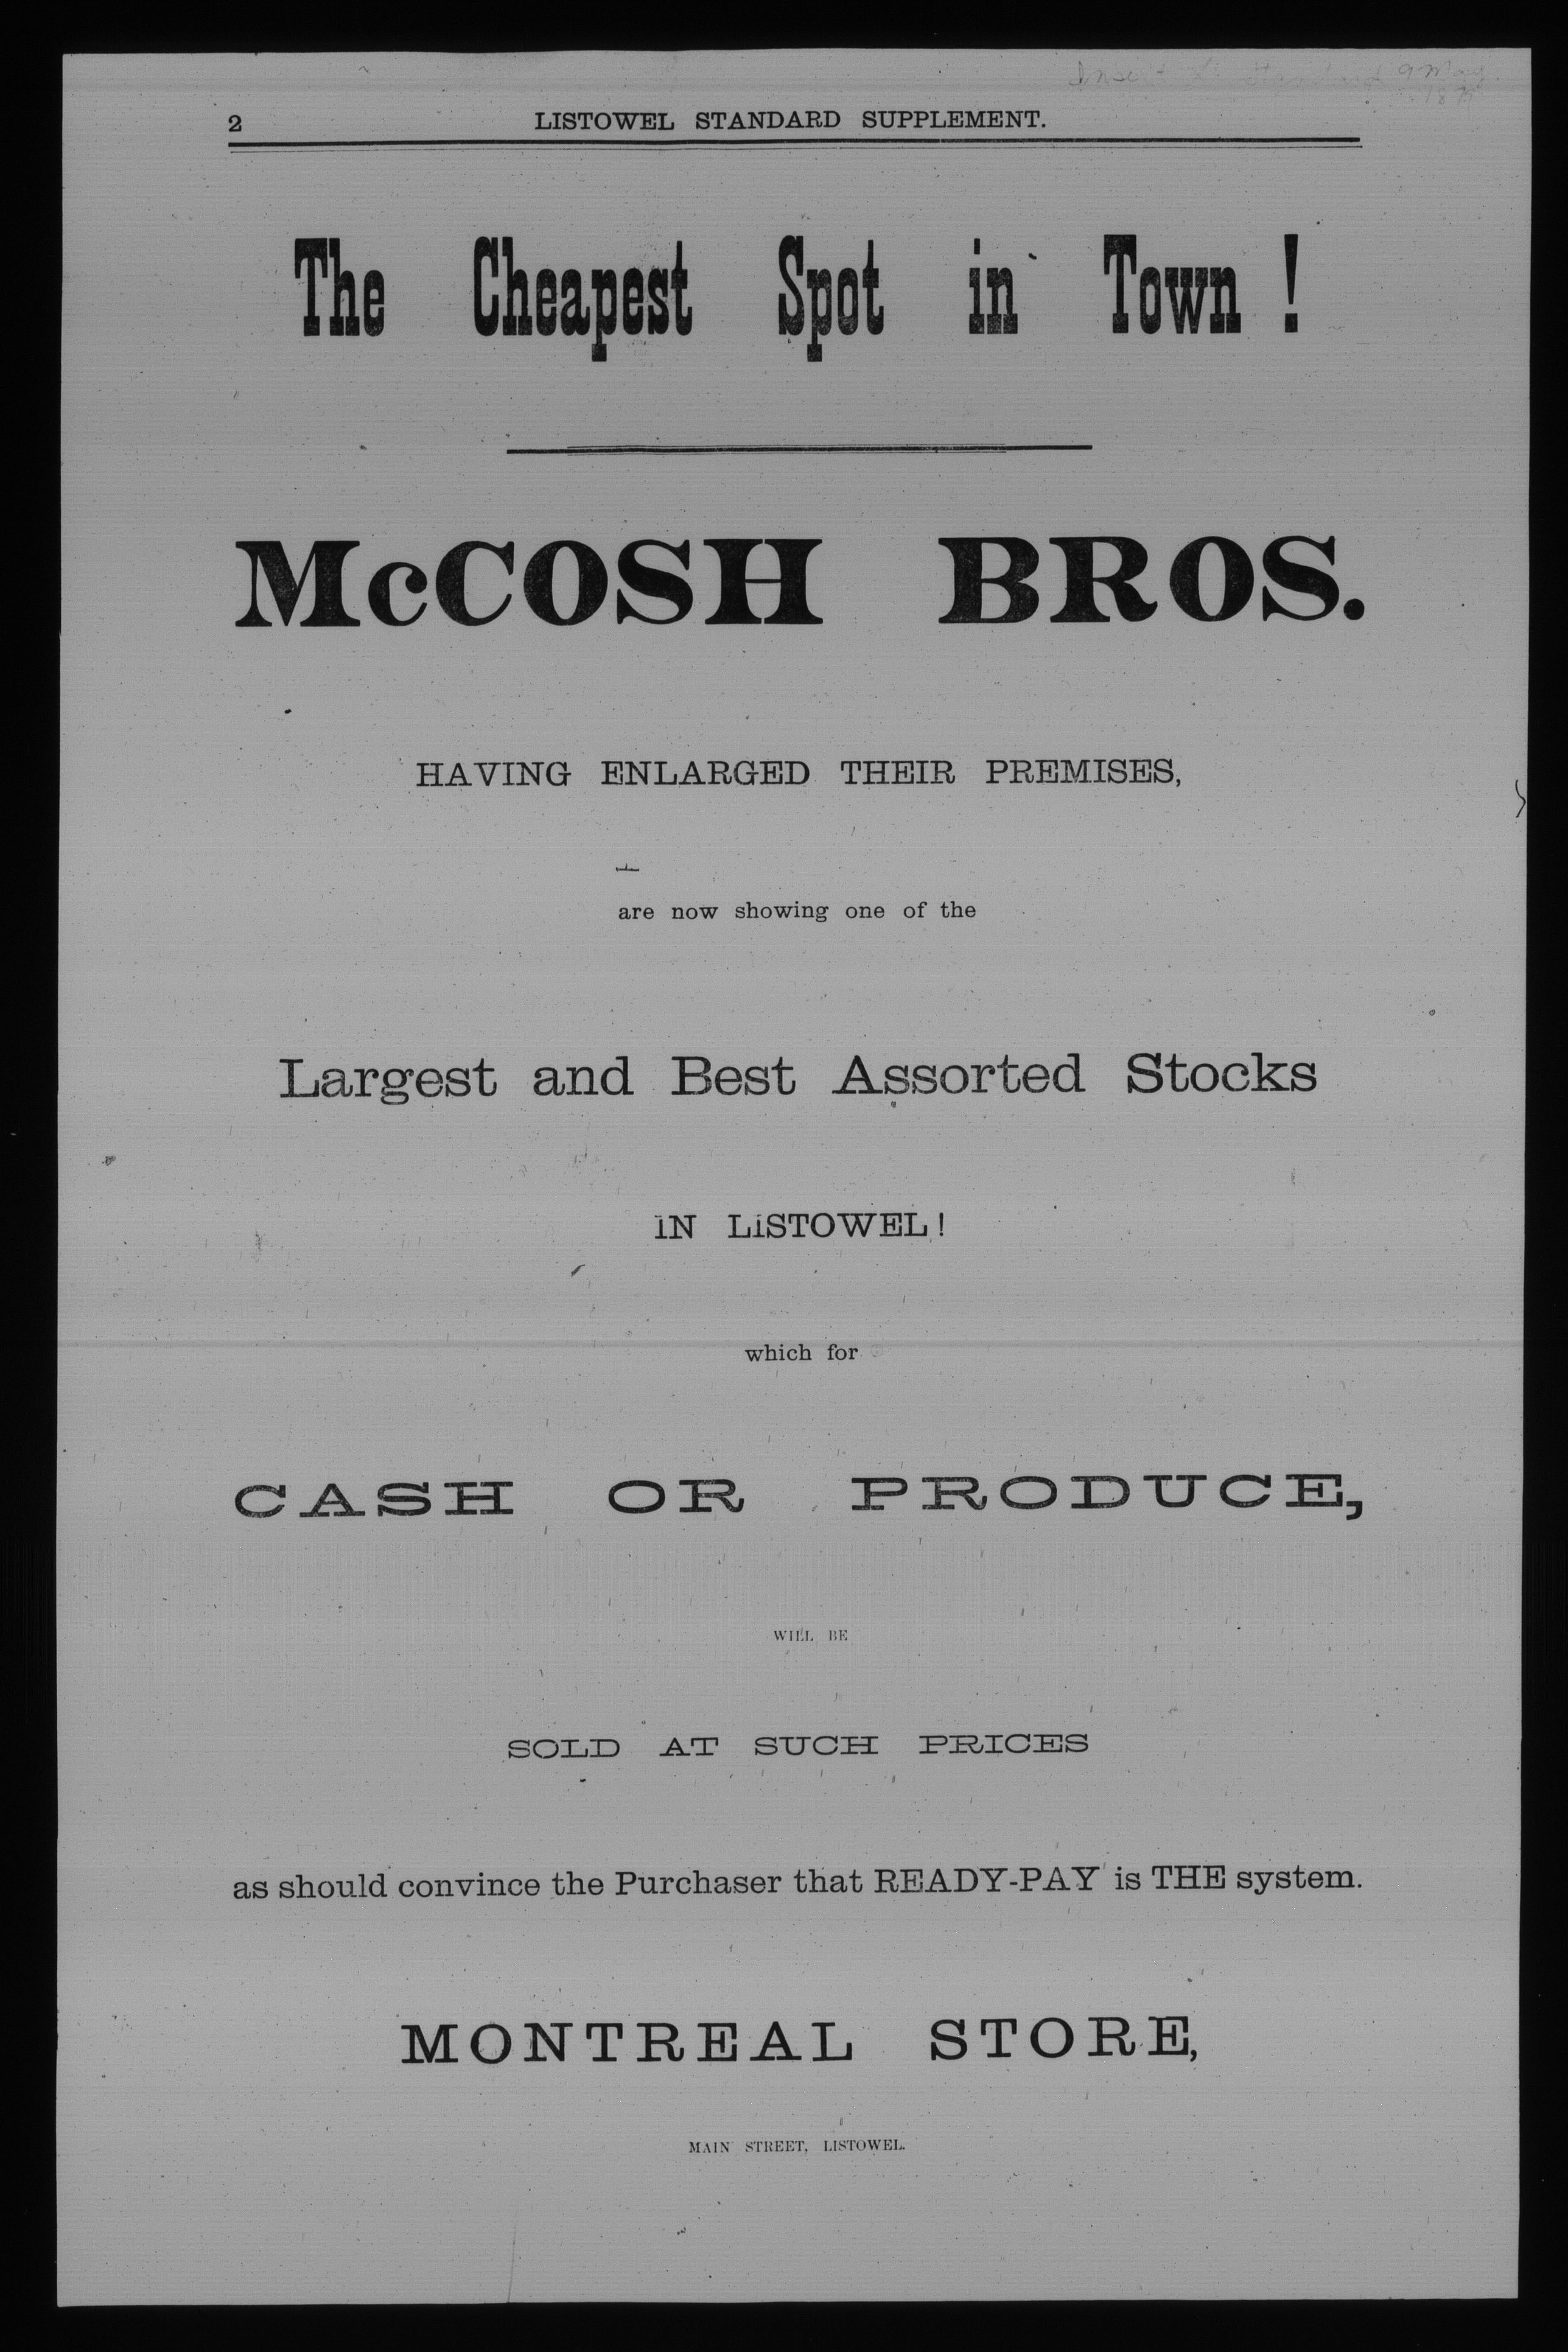 2 LISTOWEL STANDARD SUPPLEMENT.
The Cheapest Spot in Town !
McCOSH BROS.
HAVING ENLARGED THEIR PREMISES,
are now showing one of the
Largest and Best Assorted Stocks
iN LiSTOWEL!
which for
CASH OR PRODUCE,
WILL BE
SOLD AT SUCH PRICES
as should convince the Purchaser that READY-PAY is THE system.
MONTREAL STORE,
MAIN STREET, LISTOWEL.